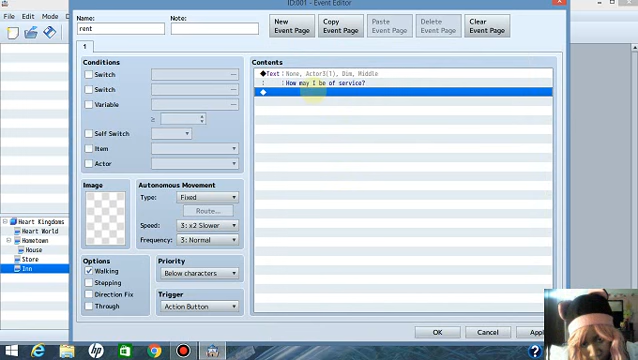 ID:001 - Event Editor
Name:
Note:
rent
New
Event Page
Copy
Event Page
Paste
Event Page
Delete
Event Page
Clear
Event Page
1
Conditions
Switch
Switch
Variable
≥
Self Switch
Item
Actor
Image
Autonomous Movement
Type: Fixed
Route...
Speed: 3: x2 Slower
Frequency: 3: Normal
Options
Walking
Stepping
Direction Fix
Through
Priority
Below characters
Trigger
Action Button
Contents
◆Text : None, Actor3(1), Dim, Middle
: : How may I be of service?
◆
OK
Cancel
Appl
File
Heart Kingdoms
Heart World
Hometown
House
Store
Inn